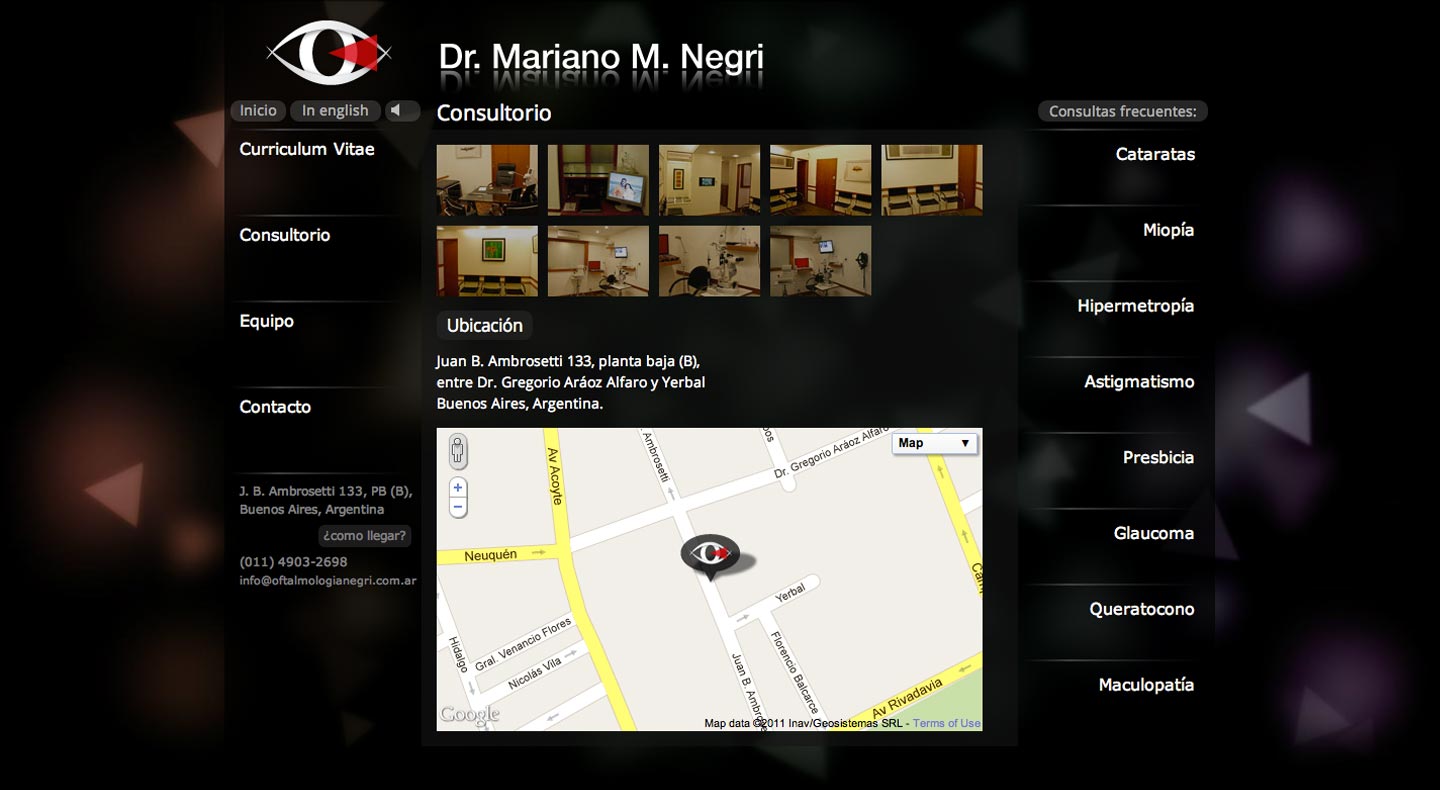 Dr. Mariano M. Negri
Inicio
In english
Curriculum Vitae
Consultorio
Equipo
Contacto
J. B. Ambrosetti 133, PB (B),
Buenos Aires, Argentina
¿como llegar?
(011) 4903-2698
info@oftalmologianegri.com.ar
Consultorio
Ubicación
Juan B. Ambrosetti 133, planta baja (B),
entre Dr. Gregorio Aráoz Alfaro y Yerbal
Buenos Aires, Argentina.
Map
Av Acoyte
Ambrosetti
Dr. Gregorio Aráoz Alfaro
Neuquén
Yerbal
Hidalgo
Gral. Venancio Flores
Nicolás Vila
Juan B. Ambro
Florencio Balcarce
Av Rivadavia
Google
Map data ©2011 Inav/Geosistemas SRL - Terms of Use
Consultas frecuentes:
Cataratas
Miopía
Hipermetropía
Astigmatismo
Presbicia
Glaucoma
Queratocono
Maculopatía